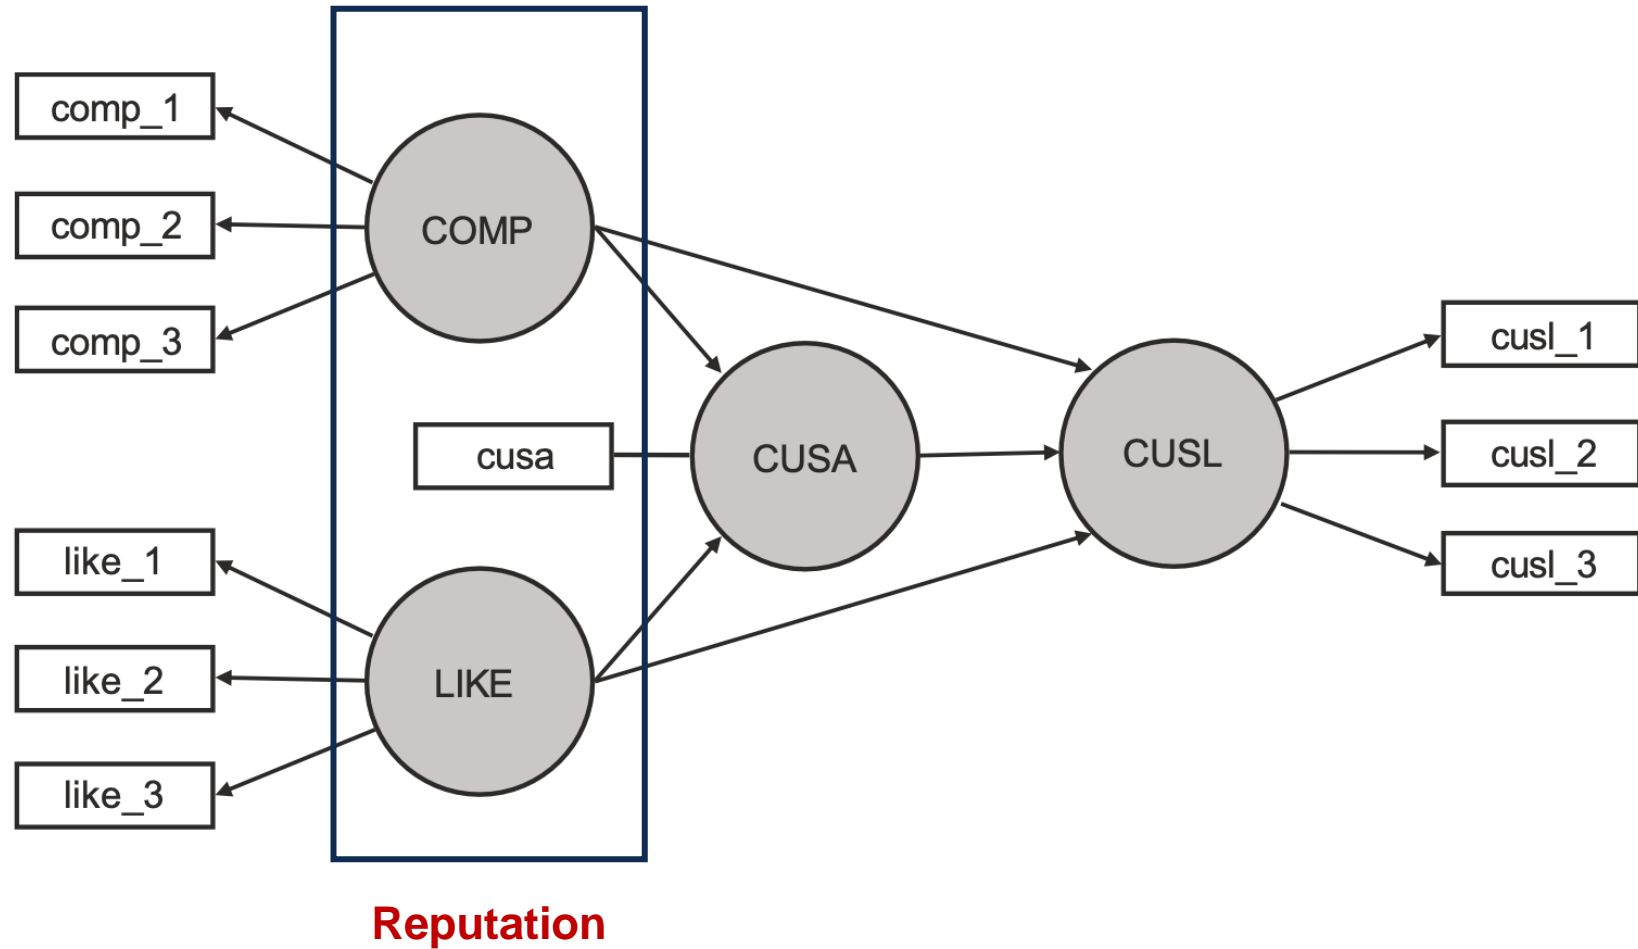 comp_1
comp_2
comp_3
COMP
cusa
CUSA
CUSL
cusl_1
cusl_2
cusl_3
like_1
like_2
like_3
LIKE
Reputation